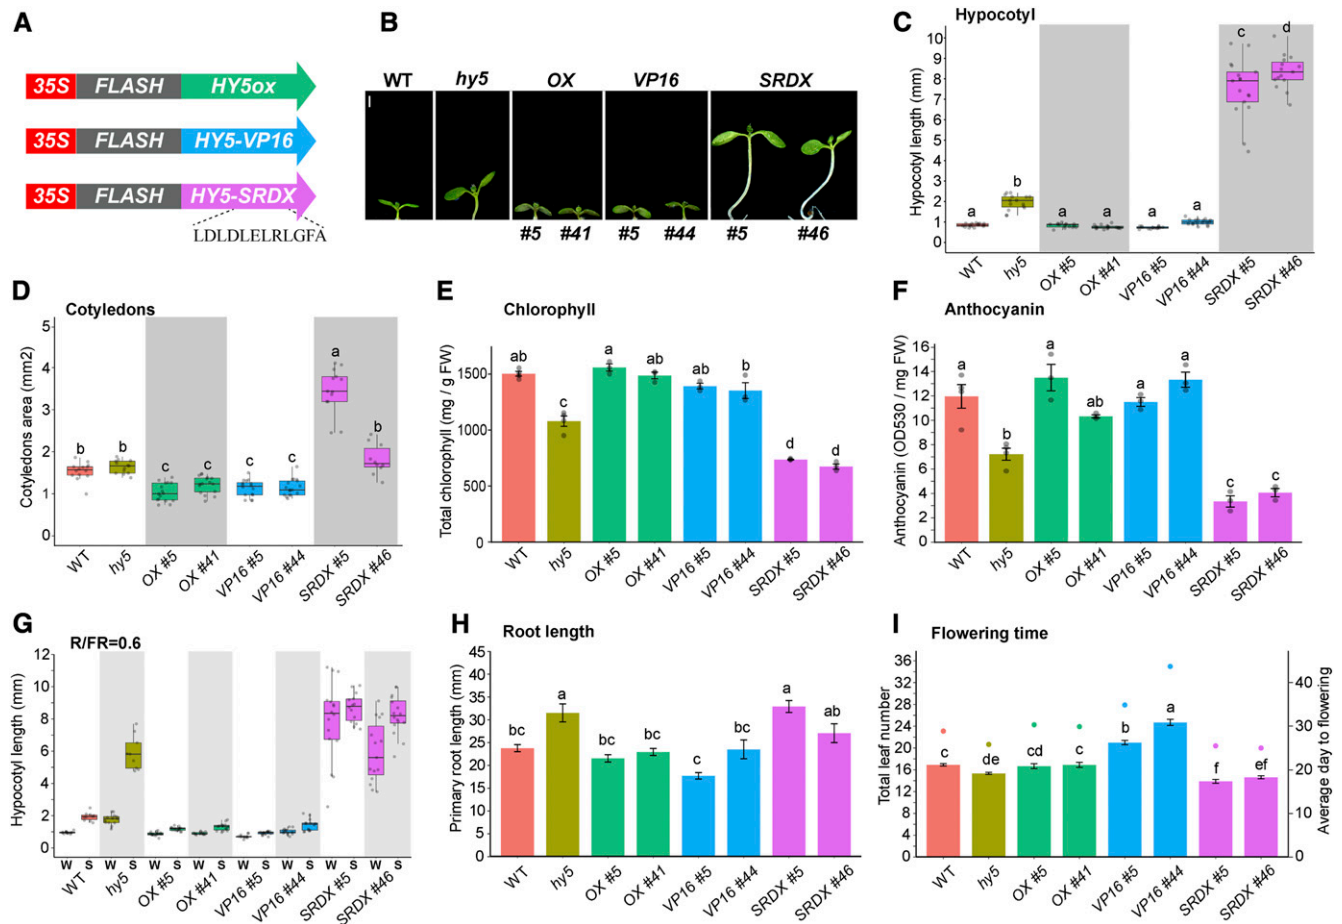 A
35S FLASH HY5ox
35S FLASH HY5-VP16
35S FLASH HY5-SRDX
LDLDLELRLGFA
B
WT hy5 OX VP16 SRDX
#5 #41 #5 #44 #5 #46
C Hypocotyl
Hypocotyl length (mm)
10
9
8
7
6
5
4
3
2
1
0
a b a a a a c d
WT hy5 OX #5 OX #41 VP16 #5 VP16 #44 SRDX #5 SRDX #46
D Cotyledons
Cotyledons area (mm2)
5
4
3
2
1
0
b b c c c c a b
WT hy5 OX #5 OX #41 VP16 #5 VP16 #44 SRDX #5 SRDX #46
E Chlorophyll
Total chlorophyll (mg / g FW)
1500
1000
500
0
ab c a ab ab b d d
WT hy5 OX #5 OX #41 VP16 #5 VP16 #44 SRDX #5 SRDX #46
F Anthocyanin
Anthocyanin (OD530 / mg FW)
16
14
12
10
8
6
4
2
0
a b a ab a a c c
WT hy5 OX #5 OX #41 VP16 #5 VP16 #44 SRDX #5 SRDX #46
G R/FR=0.6
Hypocotyl length (mm)
12
10
8
6
4
2
0
W S W S W S W S W S W S W S W S
WT hy5 OX #5 OX #41 VP16 #5 VP16 #44 SRDX #5 SRDX #46
H Root length
Primary root length (mm)
45
40
35
30
25
20
15
10
5
0
bc a bc bc c bc a ab
WT hy5 OX #5 OX #41 VP16 #5 VP16 #44 SRDX #5 SRDX #46
I Flowering time
Total leaf number
36
32
28
24
20
16
12
8
4
0
c de cd c b a f ef
40
30
20
10
0
Average day to flowering
WT hy5 OX #5 OX #41 VP16 #5 VP16 #44 SRDX #5 SRDX #46